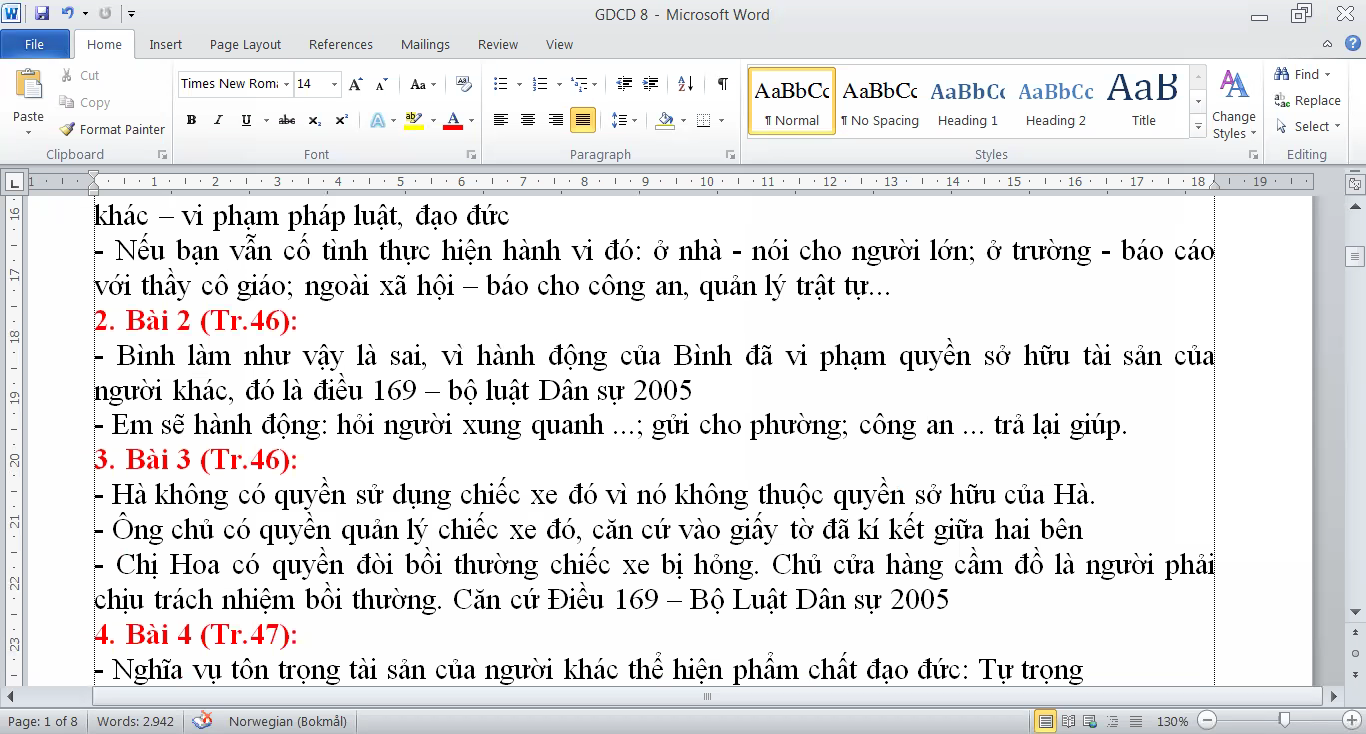 GDCD 8 - Microsoft Word
File Home Insert Page Layout References Mailings Review View
Paste
Cut
Copy
Format Painter
Clipboard
Times New Roma 14
Font
Paragraph
AaBbCc AaBbCc AaBbCc AaBbCc AaB
¶ Normal ¶ No Spacing Heading 1 Heading 2 Title
Change Styles
Styles
Find
Replace
Select
Editing
1 1 2 3 4 5 6 7 8 9 10 11 12 13 14 15 16 17 18 19
16
17
18
19
20
21
22
23
khác – vi phạm pháp luật, đạo đức
- Nếu bạn vẫn cố tình thực hiện hành vi đó: ở nhà - nói cho người lớn; ở trường - báo cáo
với thầy cô giáo; ngoài xã hội – báo cho công an, quản lý trật tự...
2. Bài 2 (Tr.46):
- Bình làm như vậy là sai, vì hành động của Bình đã vi phạm quyền sở hữu tài sản của
người khác, đó là điều 169 – bộ luật Dân sự 2005
- Em sẽ hành động: hỏi người xung quanh ...; gửi cho phường; công an ... trả lại giúp.
3. Bài 3 (Tr.46):
- Hà không có quyền sử dụng chiếc xe đó vì nó không thuộc quyền sở hữu của Hà.
- Ông chủ có quyền quản lý chiếc xe đó, căn cứ vào giấy tờ đã kí kết giữa hai bên
- Chị Hoa có quyền đòi bồi thường chiếc xe bị hỏng. Chủ cửa hàng cầm đồ là người phải
chịu trách nhiệm bồi thường. Căn cứ Điều 169 – Bộ Luật Dân sự 2005
4. Bài 4 (Tr.47):
- Nghĩa vụ tôn trọng tài sản của người khác thể hiện phẩm chất đạo đức: Tự trọng
Page: 1 of 8 Words: 2.942 Norwegian (Bokmål) 130%